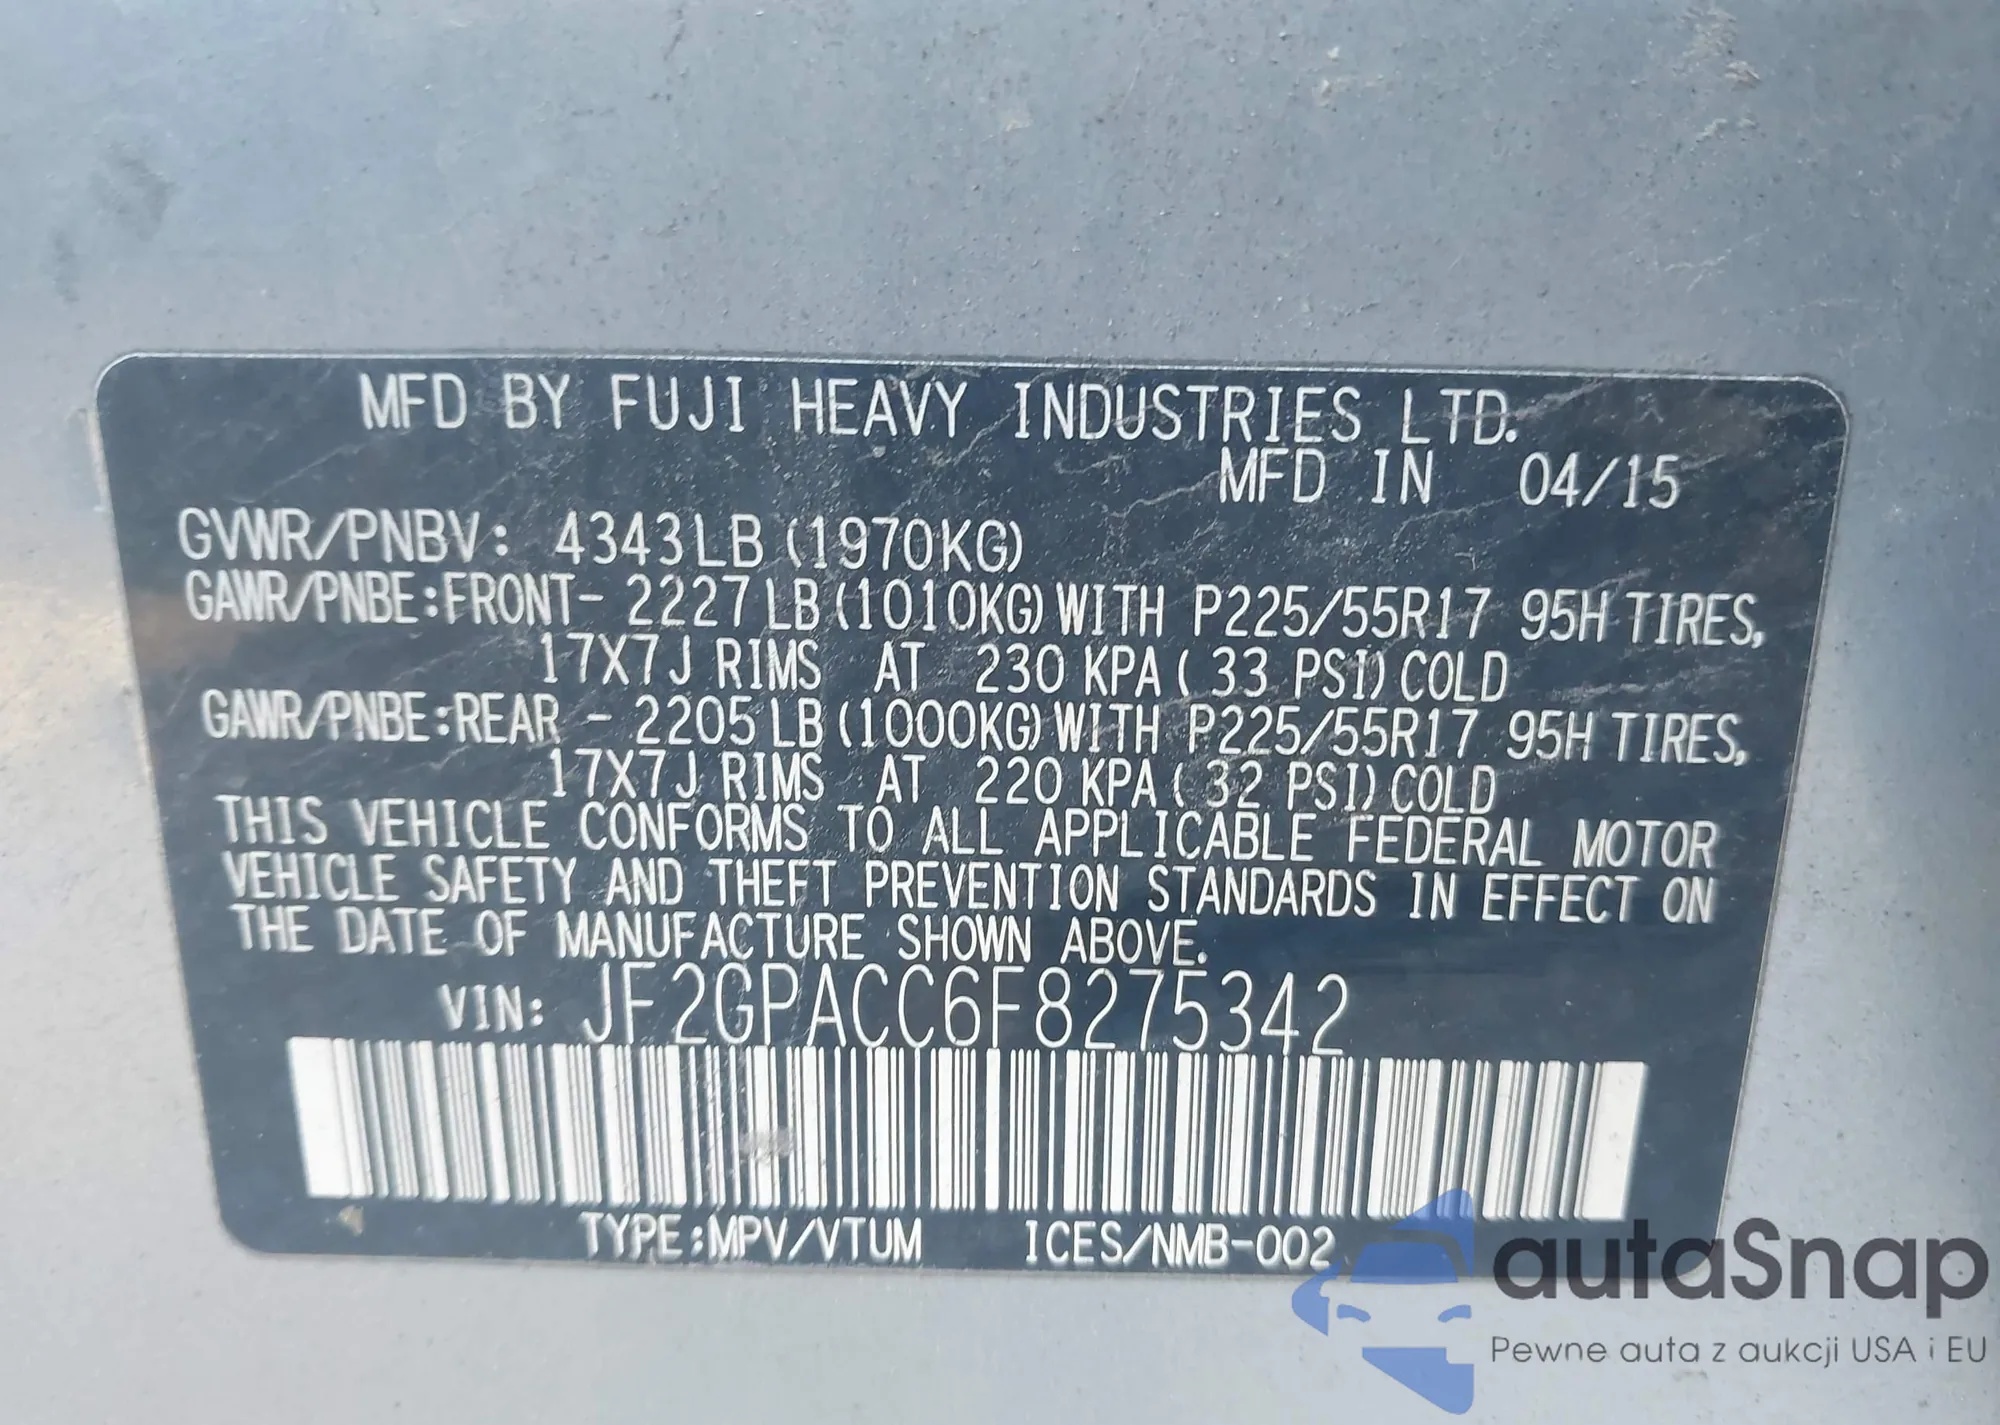 MFD BY FUJI HEAVY INDUSTRIES LTD.
MFD IN 04/15
GVWR/PNBV: 4343LB (1970KG)
GAWR/PNBE:FRONT- 2227LB(1010KG)WITH P225/55R17 95H TIRES,
17X7J RIMS AT 230 KPA( 33 PSI)COLD
GAWR/PNBE:REAR - 2205LB(1000KG)WITH P225/55R17 95H TIRES,
17X7J RIMS AT 220 KPA( 32 PSI)COLD
THIS VEHICLE CONFORMS TO ALL APPLICABLE FEDERAL MOTOR
VEHICLE SAFETY AND THEFT PREVENTION STANDARDS IN EFFECT ON
THE DATE OF MANUFACTURE SHOWN ABOVE.
VIN: JF2GPACC6F8275342
TYPE:MPV/VTUM ICES/NMB-002
autaSnap
Pewne auta z aukcji USA i EU